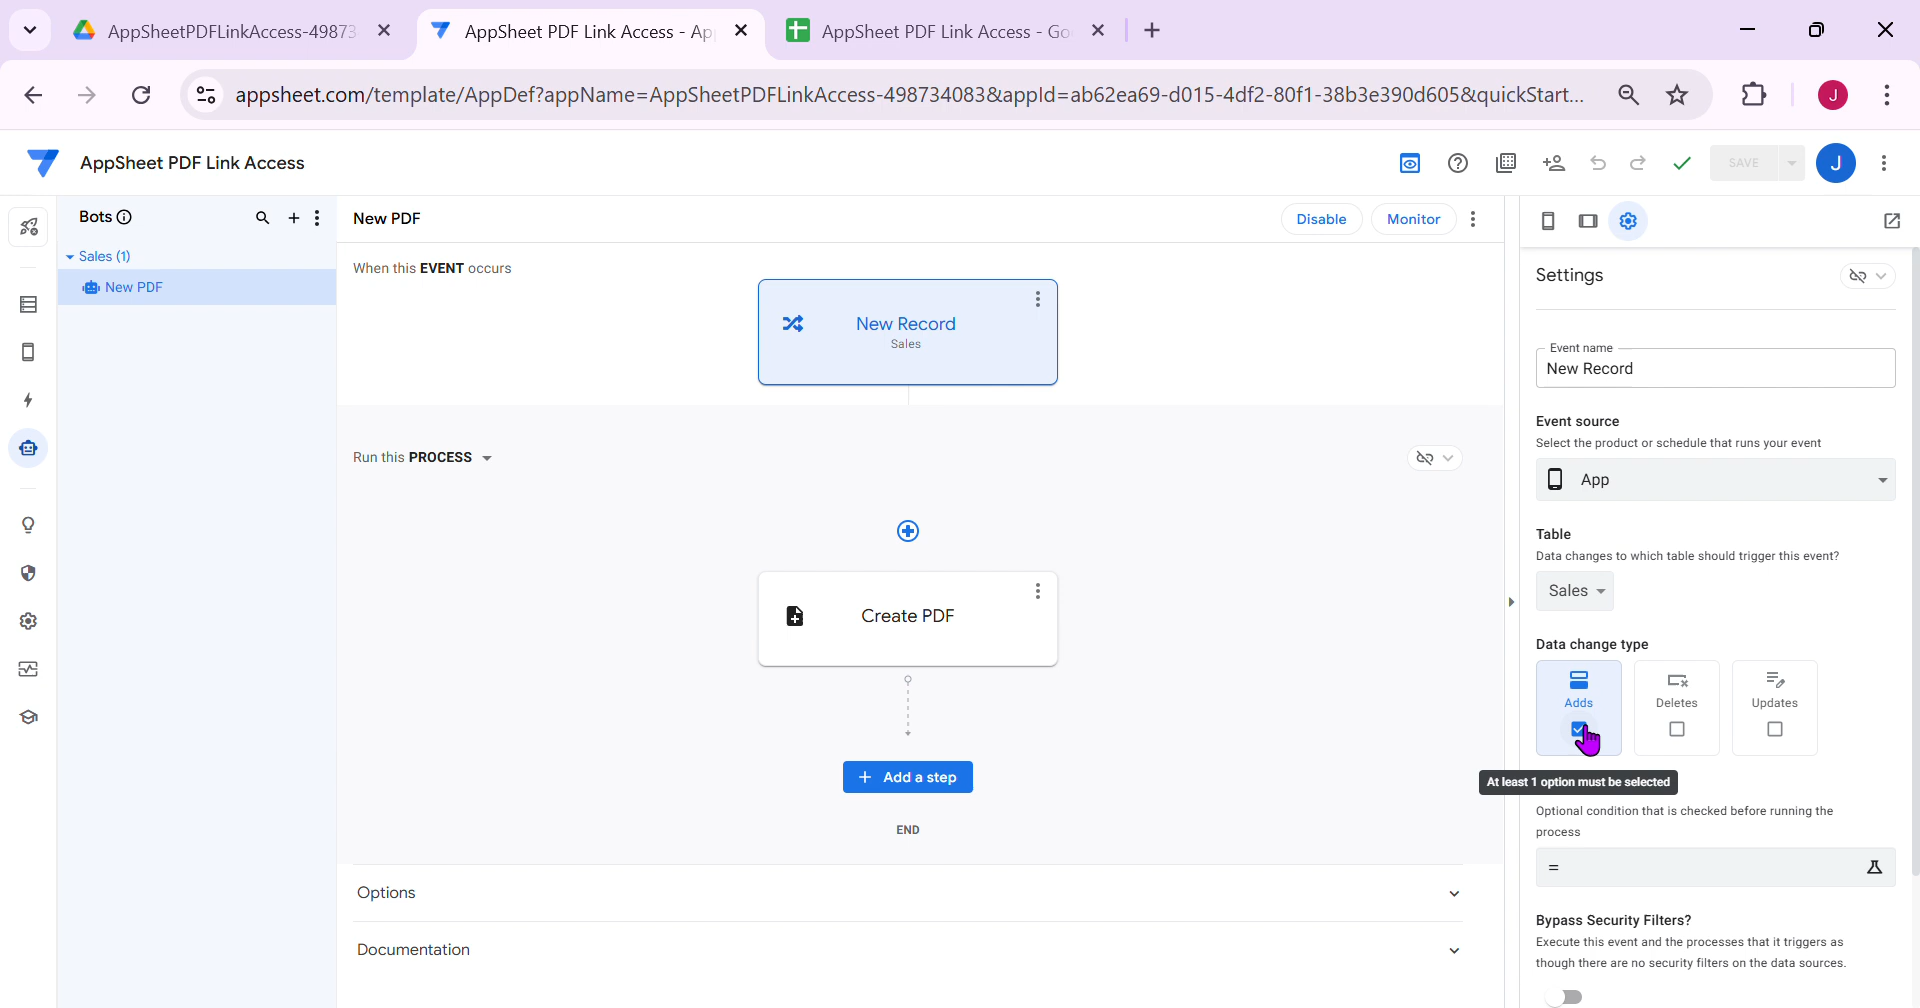 AppSheetPDFLinkAccess-49873
AppSheet PDF Link Access - Ap
AppSheet PDF Link Access - Go
appsheet.com/template/AppDef?appName=AppSheetPDFLinkAccess-498734083&appId=ab62ea69-d015-4df2-80f1-38b3e390d605&quickStart...
J
AppSheet PDF Link Access
SAVE
J
Bots
Sales (1)
New PDF
New PDF
Disable
Monitor
When this EVENT occurs
New Record
Sales
Run this PROCESS
Create PDF
+ Add a step
END
Options
Documentation
Settings
Event name
New Record
Event source
Select the product or schedule that runs your event
App
Table
Data changes to which table should trigger this event?
Sales
Data change type
Adds
Deletes
Updates
At least 1 option must be selected
Optional condition that is checked before running the
process
=
Bypass Security Filters?
Execute this event and the processes that it triggers as
though there are no security filters on the data sources.